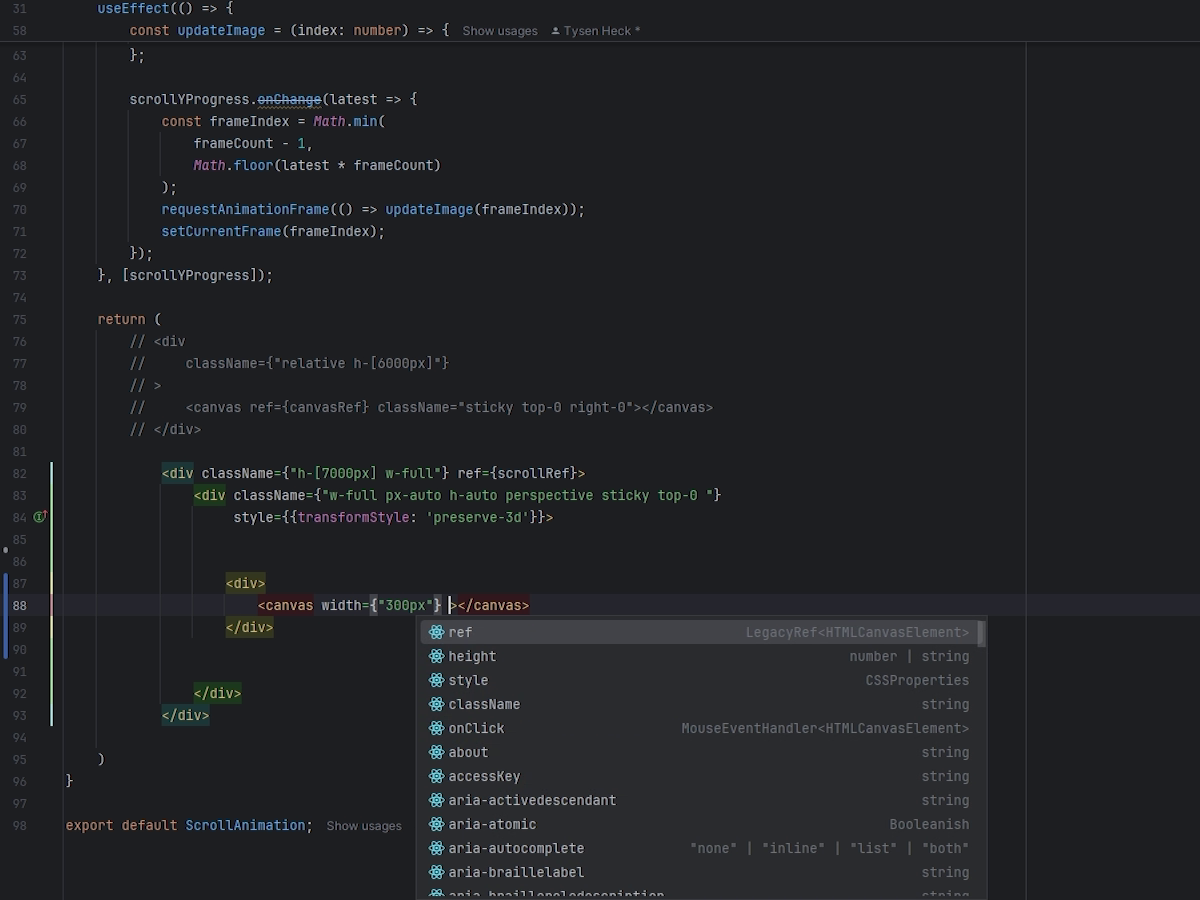 31 useEffect(() => {
58 const updateImage = (index: number) => { Show usages Tysen Heck *
63 };
64
65 scrollYProgress.onChange(latest => {
66 const frameIndex = Math.min(
67 frameCount - 1,
68 Math.floor(latest * frameCount)
69 );
70 requestAnimationFrame(() => updateImage(frameIndex));
71 setCurrentFrame(frameIndex);
72 });
73 }, [scrollYProgress]);
74
75 return (
76 // <div
77 // className={"relative h-[6000px]"}
78 // >
79 // <canvas ref={canvasRef} className="sticky top-0 right-0"></canvas>
80 // </div>
81
82 <div className={"h-[7000px] w-full"} ref={scrollRef}>
83 <div className={"w-full px-auto h-auto perspective sticky top-0 "}
84 style={{transformStyle: 'preserve-3d'}}>
85
86
87 <div>
88 <canvas width={"300px"} ></canvas>
89 </div>
90
91
92 </div>
93 </div>
94
95 )
96 }
97
98 export default ScrollAnimation; Show usages
ref LegacyRef<HTMLCanvasElement>
height number | string
style CSSProperties
className string
onClick MouseEventHandler<HTMLCanvasElement>
about string
accessKey string
aria-activedescendant string
aria-atomic Booleanish
aria-autocomplete "none" | "inline" | "list" | "both"
aria-braillelabel string
aria-brailleroledescription string